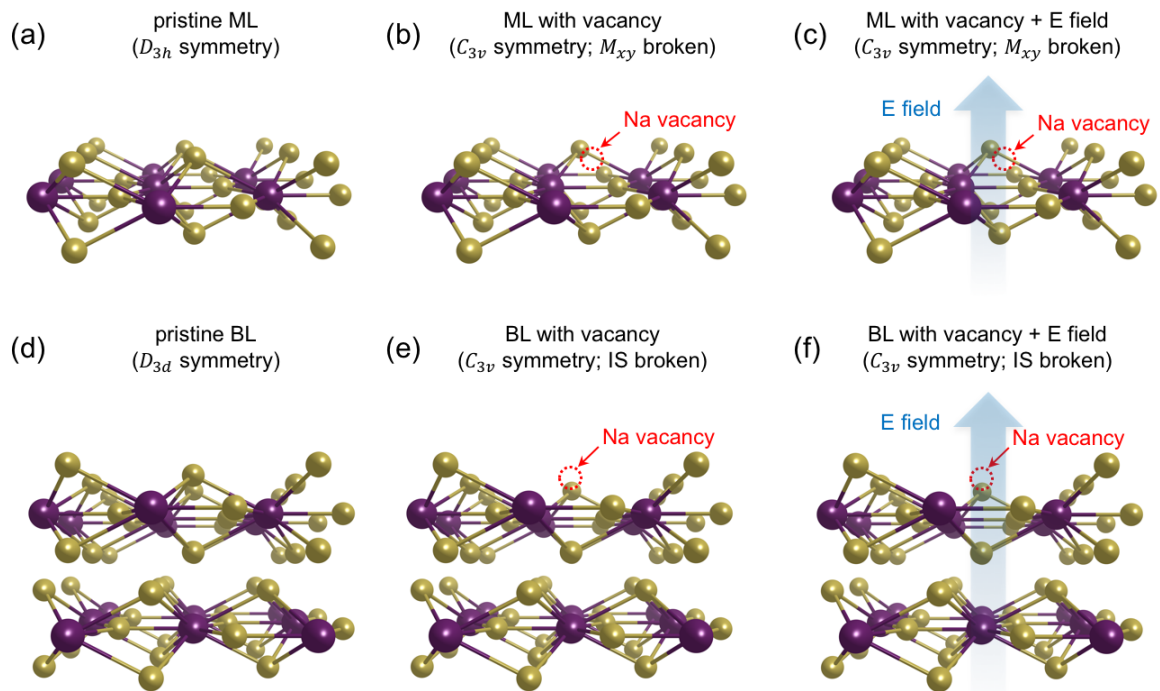 (a)
pristine ML
(D3h symmetry)
(b)
ML with vacancy
(C3v symmetry; Mxy broken)
Na vacancy
(c)
ML with vacancy + E field
(C3v symmetry; Mxy broken)
E field
Na vacancy
(d)
pristine BL
(D3d symmetry)
(e)
BL with vacancy
(C3v symmetry; IS broken)
Na vacancy
(f)
BL with vacancy + E field
(C3v symmetry; IS broken)
E field
Na vacancy